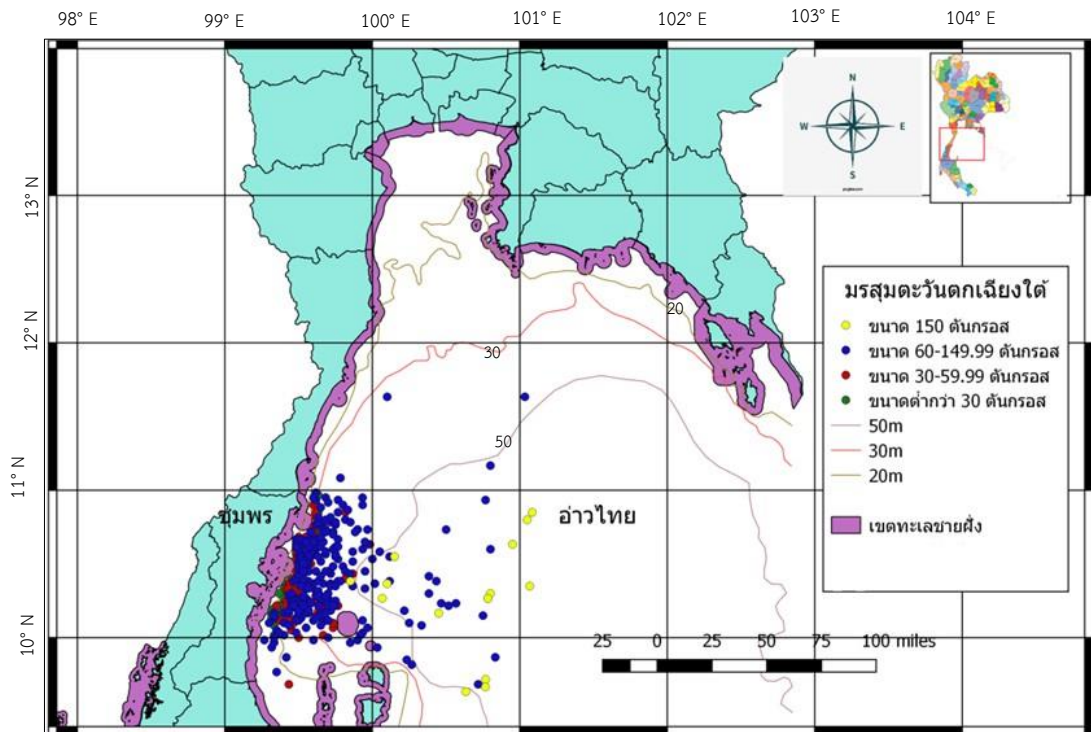 98° E 99° E 100° E 101° E 102° E 103° E 104° E
N
W E
S
13° N
12° N
11° N
10° N
20
30
50
ชุมพร
อ่าวไทย
มรสุมตะวันตกเฉียงใต้
ขนาด 150 ตันกรอส
ขนาด 60-149.99 ตันกรอส
ขนาด 30-59.99 ตันกรอส
ขนาดต่ำกว่า 30 ตันกรอส
50m
30m
20m
เขตทะเลชายฝั่ง
25 0 25 50 75 100 miles